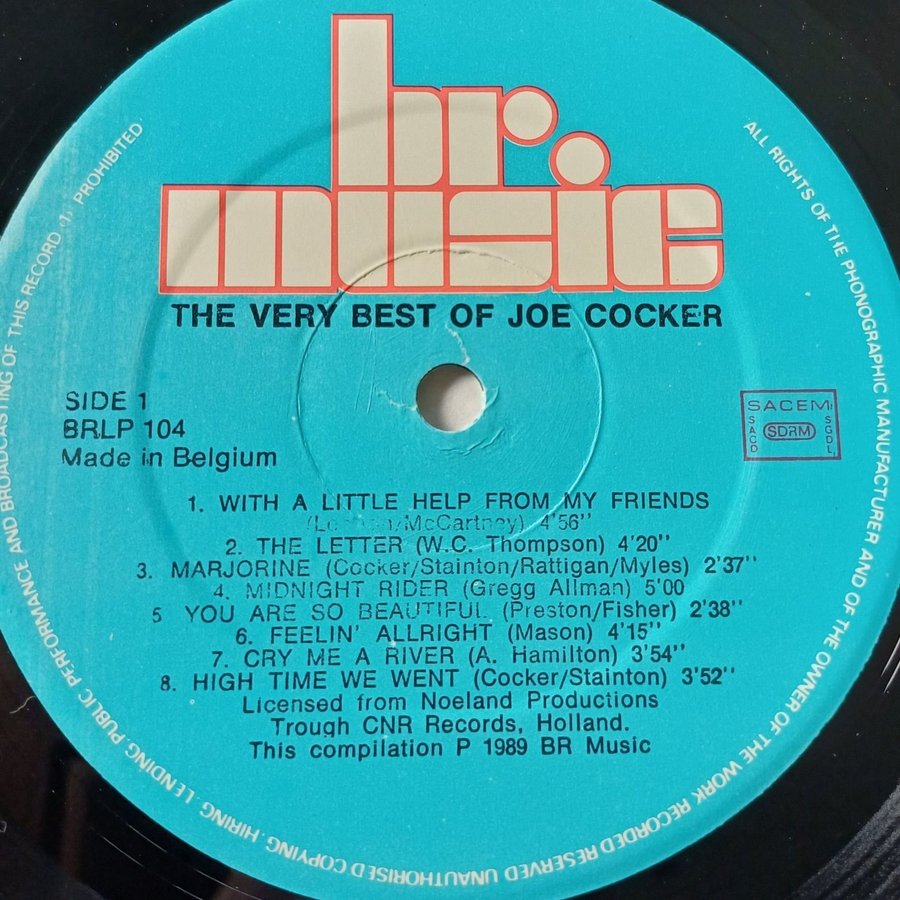 br.
music
THE VERY BEST OF JOE COCKER
SIDE 1
BRLP 104
Made in Belgium
SACEM
SACD
SDRM
SGDL
1. WITH A LITTLE HELP FROM MY FRIENDS
(Lennon/McCartney) 4'56''
2. THE LETTER (W.C. Thompson) 4'20''
3. MARJORINE (Cocker/Stainton/Rattigan/Myles) 2'37''
4. MIDNIGHT RIDER (Gregg Allman) 5'00
5 YOU ARE SO BEAUTIFUL (Preston/Fisher) 2'38''
6. FEELIN' ALLRIGHT (Mason) 4'15''
7. CRY ME A RIVER (A. Hamilton) 3'54''
8. HIGH TIME WE WENT (Cocker/Stainton) 3'52''
Licensed from Noeland Productions
Trough CNR Records, Holland.
This compilation P 1989 BR Music
ALL RIGHTS OF THE PHONOGRAPHIC MANUFACTURER AND OF THE OWNER OF THE WORK RECORDED RESERVED UNAUTHORISED COPYING. HIRING. LENDING. PUBLIC PERFORMANCE AND BROADCASTING OF THIS RECORD PROHIBITED